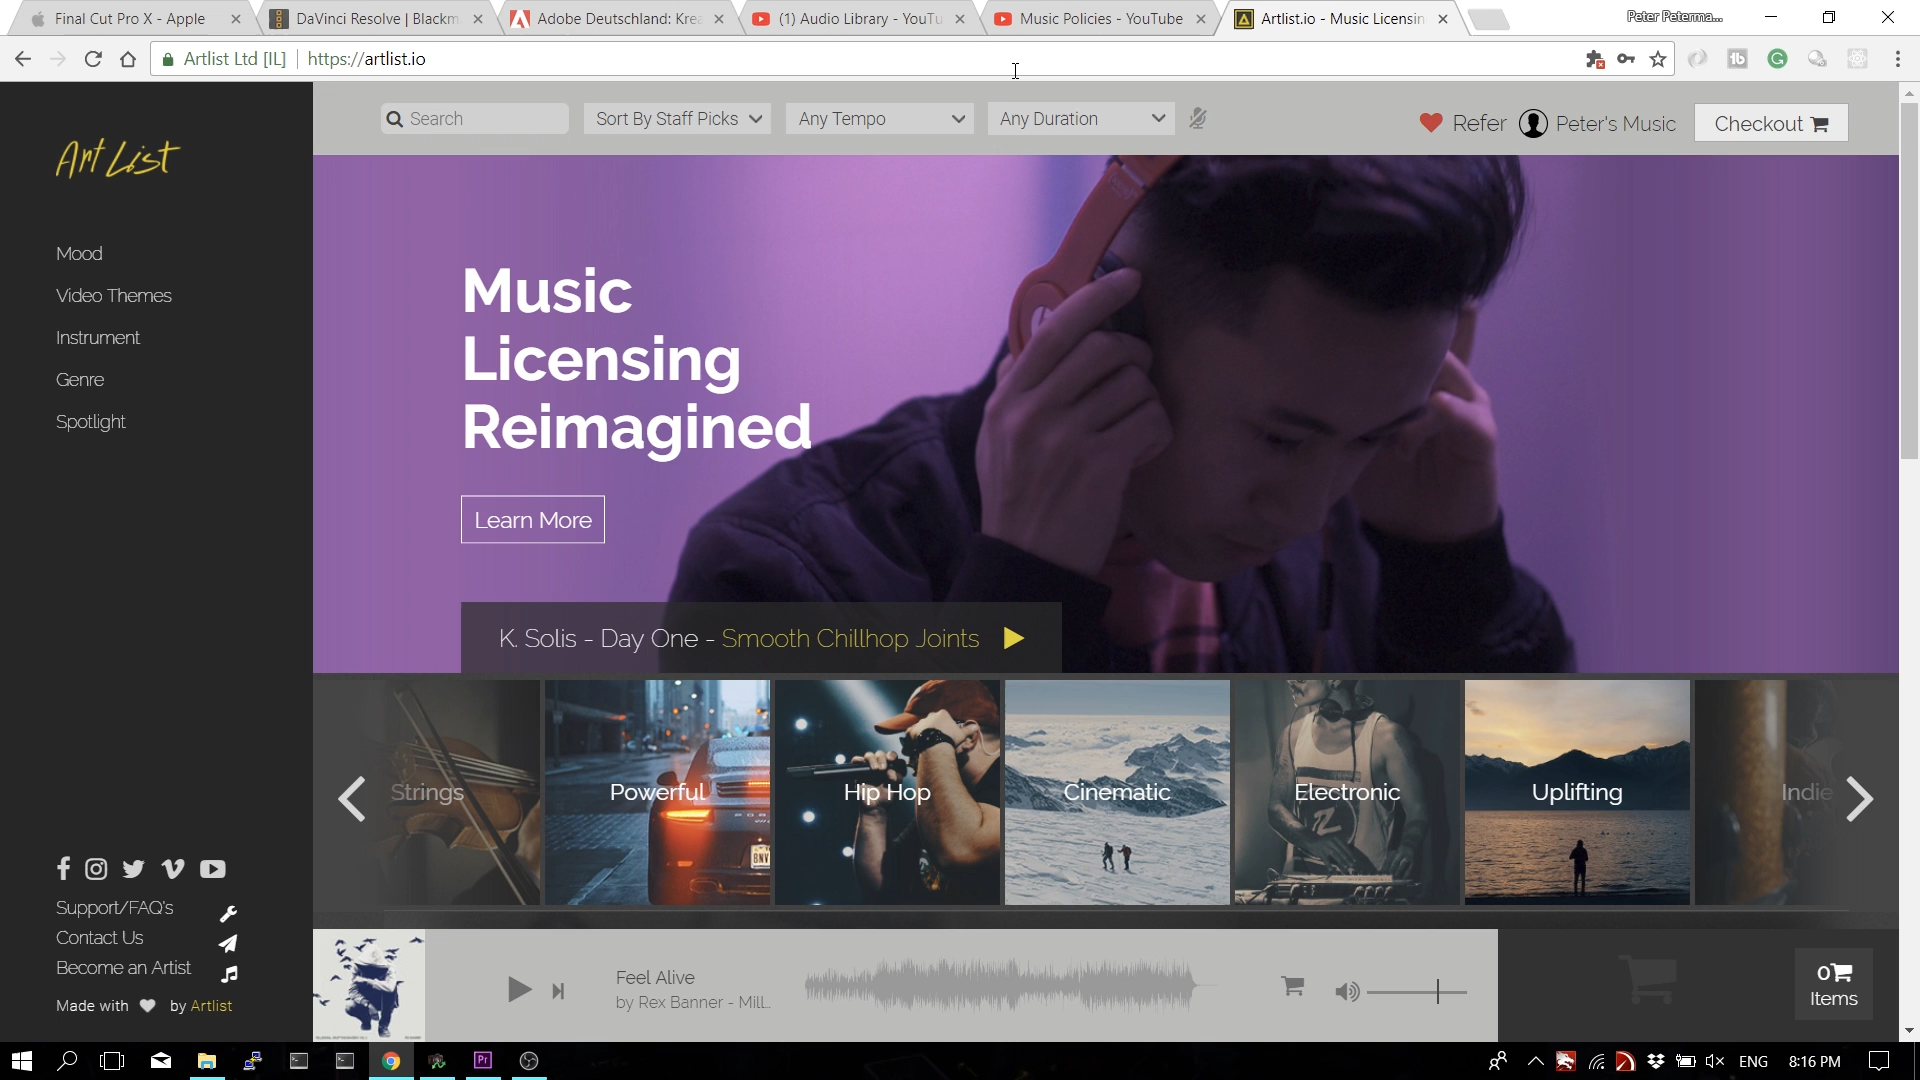 Final Cut Pro X - Apple
DaVinci Resolve | Blackm
Adobe Deutschland: Krea
(1) Audio Library - YouTu
Music Policies - YouTube
Artlist.io - Music Licensin
Peter Peterma...
Artlist Ltd [IL]
https://artlist.io
Search
Sort By Staff Picks
Any Tempo
Any Duration
Refer
Peter's Music
Checkout
Art List
Mood
Video Themes
Instrument
Genre
Spotlight
Music
Licensing
Reimagined
Learn More
K. Solis - Day One - Smooth Chillhop Joints
Strings
Powerful
Hip Hop
Cinematic
Electronic
Uplifting
Indie
Support/FAQ's
Contact Us
Become an Artist
Made with by Artlist
Feel Alive
by Rex Banner - Mill...
0
Items
ENG
8:16 PM